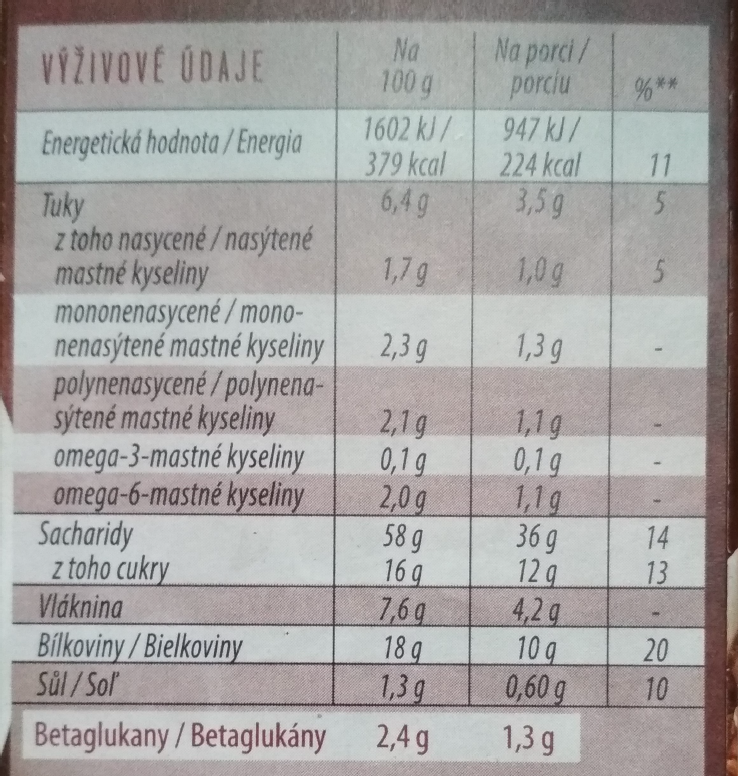 VÝŽIVOVÉ ÚDAJE Na 100 g Na porci / porciu %**
Energetická hodnota / Energia 1602 kJ / 379 kcal 947 kJ / 224 kcal 11
Tuky 6,4 g 3,5 g 5
z toho nasycené / nasýtené
mastné kyseliny 1,7 g 1,0 g 5
mononenasycené / mono-
nenasýtené mastné kyseliny 2,3 g 1,3 g -
polynenasycené / polynena-
sýtené mastné kyseliny 2,1 g 1,1 g -
omega-3-mastné kyseliny 0,1 g 0,1 g -
omega-6-mastné kyseliny 2,0 g 1,1 g -
Sacharidy 58 g 36 g 14
z toho cukry 16 g 12 g 13
Vláknina 7,6 g 4,2 g -
Bílkoviny / Bielkoviny 18 g 10 g 20
Sůl / Soľ 1,3 g 0,60 g 10
Betaglukany / Betaglukány 2,4 g 1,3 g